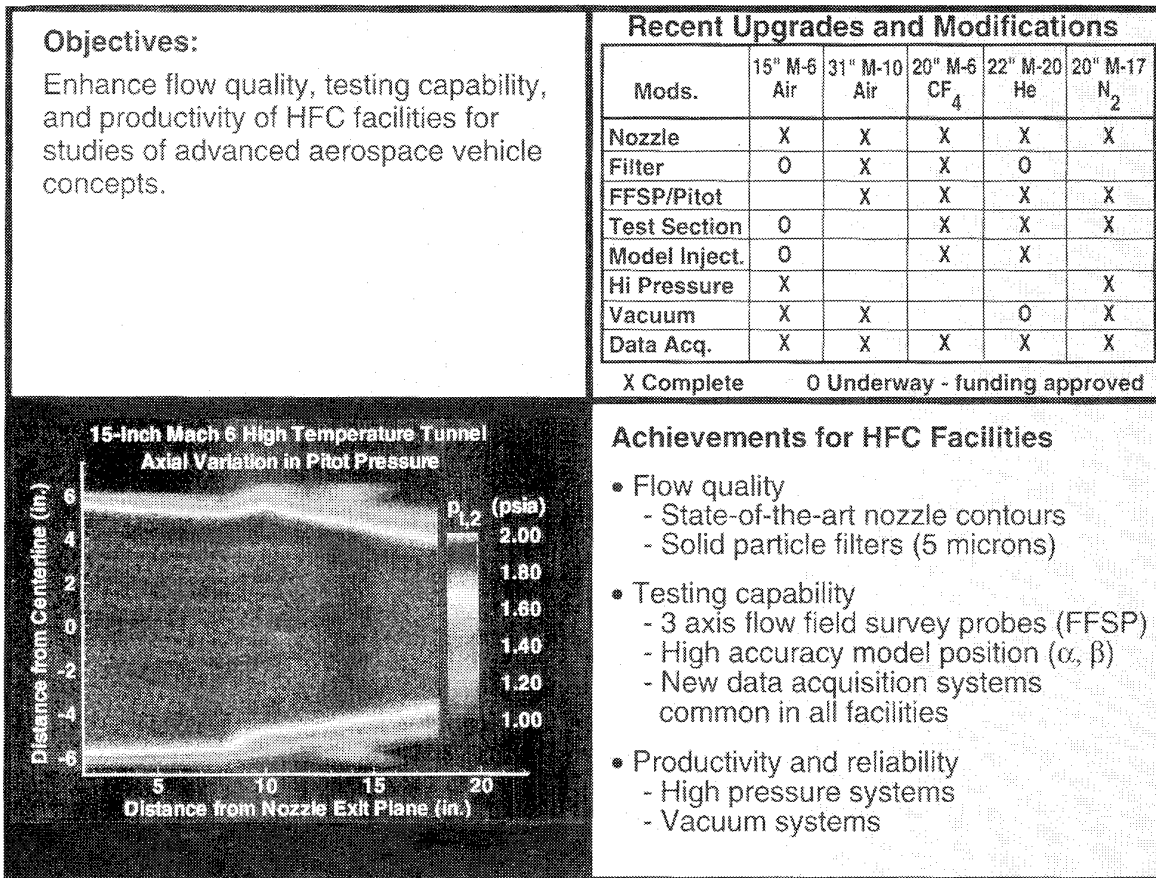 Objectives:
Enhance flow quality, testing capability,
and productivity of HFC facilities for
studies of advanced aerospace vehicle
concepts.
Recent Upgrades and Modifications
Mods. 15" M-6 Air 31" M-10 Air 20" M-6 CF4 22" M-20 He 20" M-17 N2
Nozzle X X X X X
Filter O X X O
FFSP/Pitot X X X X
Test Section O X X X
Model Inject. O X X
Hi Pressure X X
Vacuum X X O X
Data Acq. X X X X X
X Complete O Underway - funding approved
15-Inch Mach 6 High Temperature Tunnel
Axial Variation in Pitot Pressure
Distance from Centerline (in.)
6
4
2
0
-2
-4
-6
5 10 15 20
Distance from Nozzle Exit Plane (in.)
pt,2 (psia)
2.00
1.80
1.60
1.40
1.20
1.00
Achievements for HFC Facilities
• Flow quality
- State-of-the-art nozzle contours
- Solid particle filters (5 microns)
• Testing capability
- 3 axis flow field survey probes (FFSP)
- High accuracy model position (α, β)
- New data acquisition systems
common in all facilities
• Productivity and reliability
- High pressure systems
- Vacuum systems